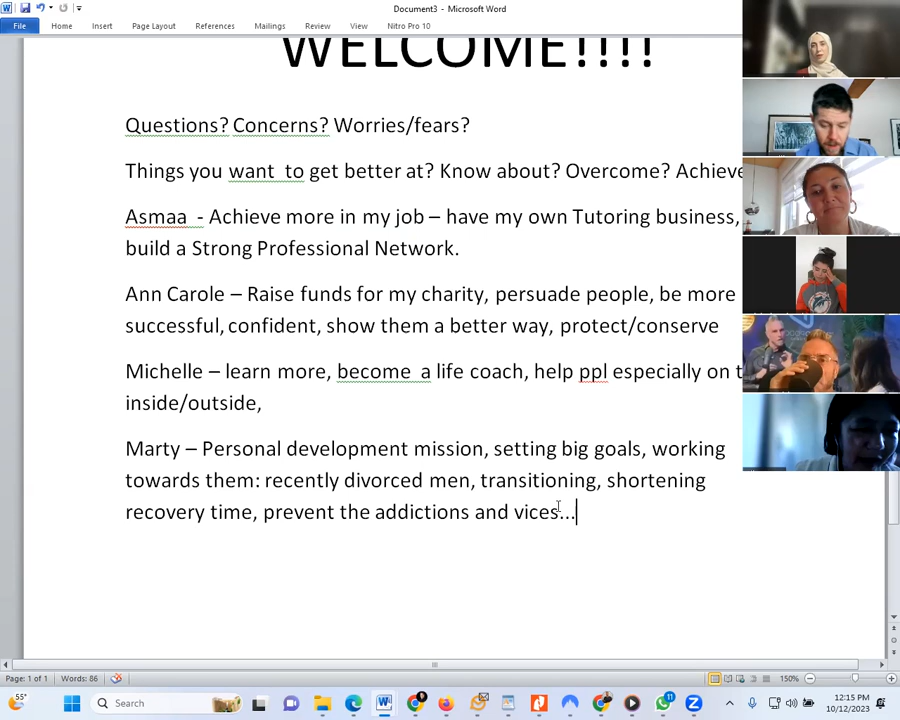 Document3 - Microsoft Word
File Home Insert Page Layout References Mailings Review View Nitro Pro 10
WELCOME!!!!
Questions? Concerns? Worries/fears?
Things you want  to get better at? Know about? Overcome? Achieve
Asmaa  - Achieve more in my job – have my own Tutoring business,
build a Strong Professional Network.
Ann Carole – Raise funds for my charity, persuade people, be more
successful, confident, show them a better way, protect/conserve
Michelle – learn more, become  a life coach, help ppl especially on t
inside/outside,
Marty – Personal development mission, setting big goals, working
towards them: recently divorced men, transitioning, shortening
recovery time, prevent the addictions and vices...
Page: 1 of 1 Words: 86 150%
55° Search 11 12:15 PM
10/12/2023